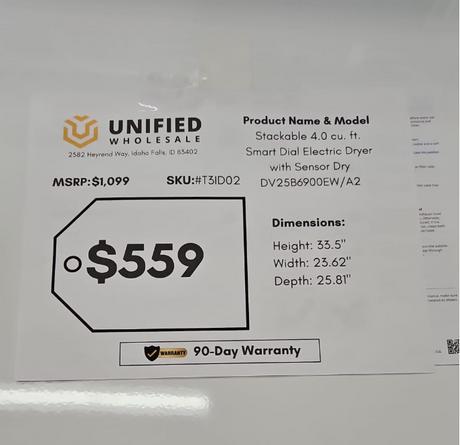 UNIFIED
WHOLESALE
2582 Heyrend Way, Idaho Falls, ID 83402
MSRP:$1,099 SKU:#T3ID02
$559
Product Name & Model
Stackable 4.0 cu. ft.
Smart Dial Electric Dryer
with Sensor Dry
DV25B6900EW/A2
Dimensions:
Height: 33.5"
Width: 23.62"
Depth: 25.81"
WARRANTY 90-Day Warranty